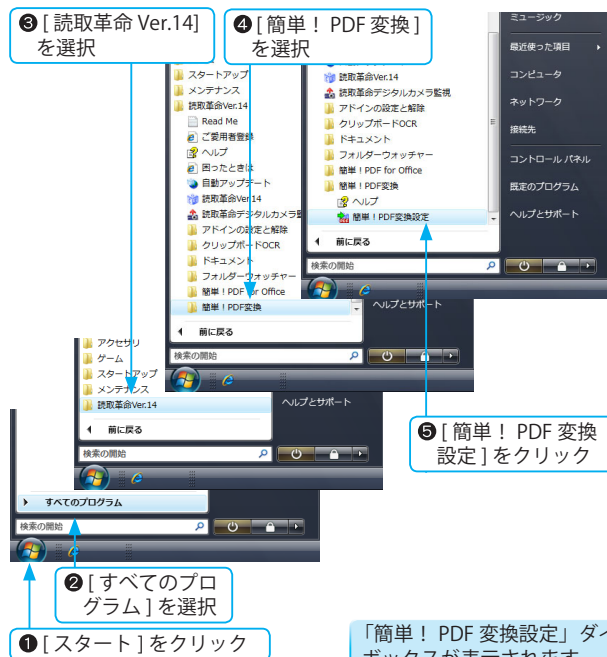 ❸ [ 読取革命 Ver.14]
を選択
❹ [ 簡単！ PDF 変換 ]
を選択
スタートアップ
メンテナンス
読取革命Ver.14
Read Me
ご愛用者登録
ヘルプ
困ったときは
自動アップデート
読取革命Ver.14
読取革命デジタルカメラ監
アドインの設定と解除
クリップボードOCR
ドキュメント
フォルダーウォッチャー
簡単！PDF for Office
簡単！PDF変換
前に戻る
検索の開始
ヘルプとサポート
読取革命Ver.14
読取革命デジタルカメラ監視
アドインの設定と解除
クリップボードOCR
ドキュメント
フォルダーウォッチャー
簡単！PDF for Office
簡単！PDF変換
ヘルプ
簡単！PDF変換設定
前に戻る
検索の開始
ミュージック
最近使った項目
コンピュータ
ネットワーク
接続先
コントロール パネル
既定のプログラム
ヘルプとサポート
アクセサリ
ゲーム
スタートアップ
メンテナンス
読取革命Ver.14
前に戻る
検索の開始
ヘルプとサポート
❺ [ 簡単！ PDF 変換
設定 ] をクリック
すべてのプログラム
検索の開始
❷ [ すべてのプロ
グラム ] を選択
❶ [ スタート ] をクリック
「簡単！ PDF 変換設定」ダイ
ボックスが表示されます